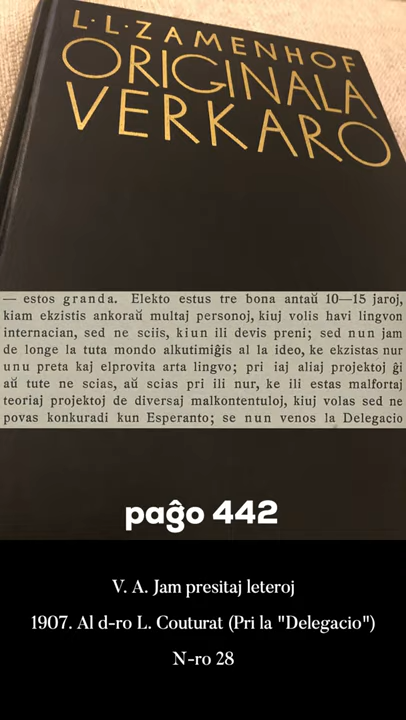 L·L·ZAMENHOF
ORIGINALA
VERKARO
— estos granda. Elekto estus tre bona antaŭ 10—15 jaroj,
kiam ekzistis ankoraŭ multaj personoj, kiuj volis havi lingvon
internacian, sed ne sciis, kiun ili devis preni; sed nun jam
de longe la tuta mondo alkutimiĝis al la ideo, ke ekzistas nur
unu preta kaj elprovita arta lingvo; pri iaj aliaj projektoj ĝi
aŭ tute ne scias, aŭ scias pri ili nur, ke ili estas malfortaj
teoriaj projektoj de diversaj malkontentuloj, kiuj volas sed ne
povas konkuradi kun Esperanto; se nun venos la Delegacio
paĝo 442
V. A. Jam presitaj leteroj
1907. Al d-ro L. Couturat (Pri la "Delegacio")
N-ro 28